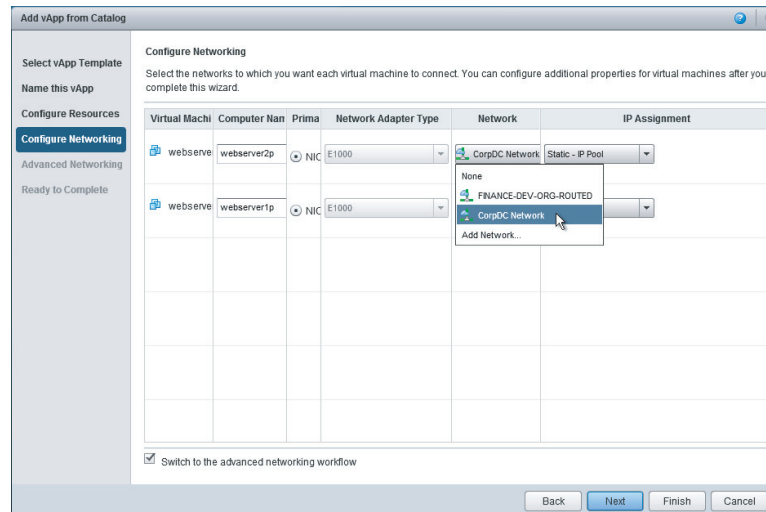 Add vApp from Catalog
Select vApp Template
Name this vApp
Configure Resources
Configure Networking
Advanced Networking
Ready to Complete
Configure Networking
Select the networks to which you want each virtual machine to connect. You can configure additional properties for virtual machines after you
complete this wizard.
Virtual Machi Computer Nan Prima Network Adapter Type Network IP Assignment
webserve webserver2p NIC E1000 CorpDC Network Static - IP Pool
None
FINANCE-DEV-ORG-ROUTED
webserve webserver1p NIC E1000
CorpDC Network
Add Network...
Switch to the advanced networking workflow
Back Next Finish Cancel